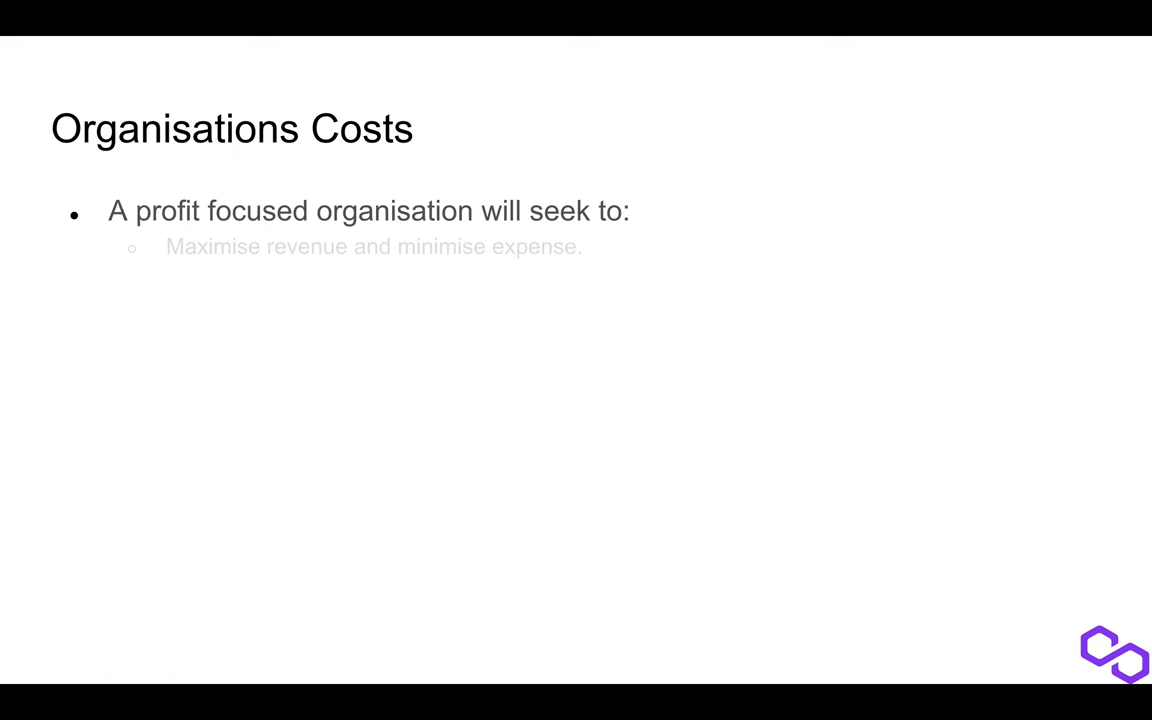 Organisations Costs
● A profit focused organisation will seek to:
○ Maximise revenue and minimise expense.